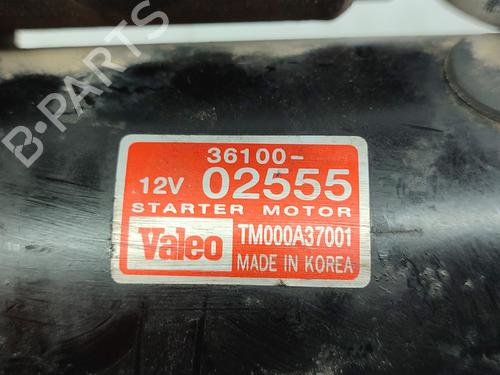 B-PARTS
36100-
12V 02555
STARTER MOTOR
Valeo TM000A37001
MADE IN KOREA